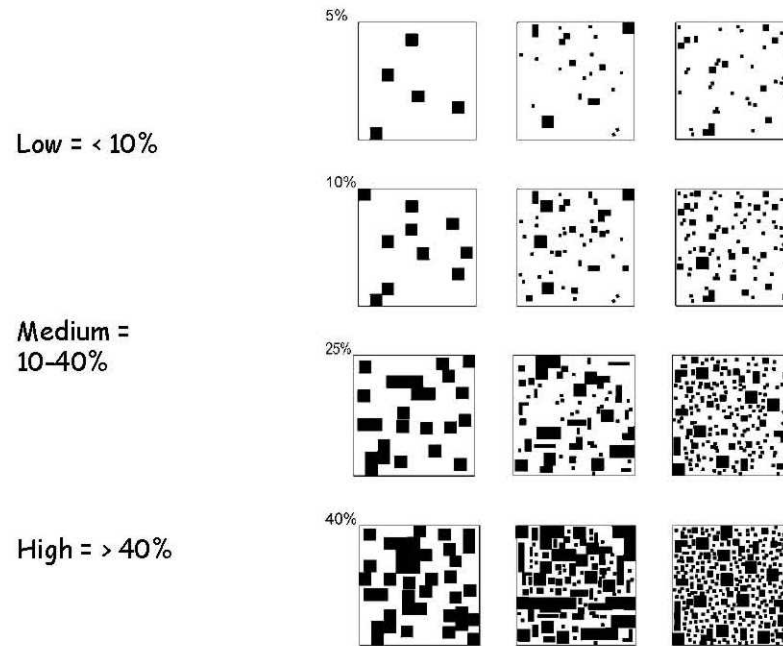 5%
Low = < 10%
10%
Medium =
10-40%
25%
40%
High = > 40%